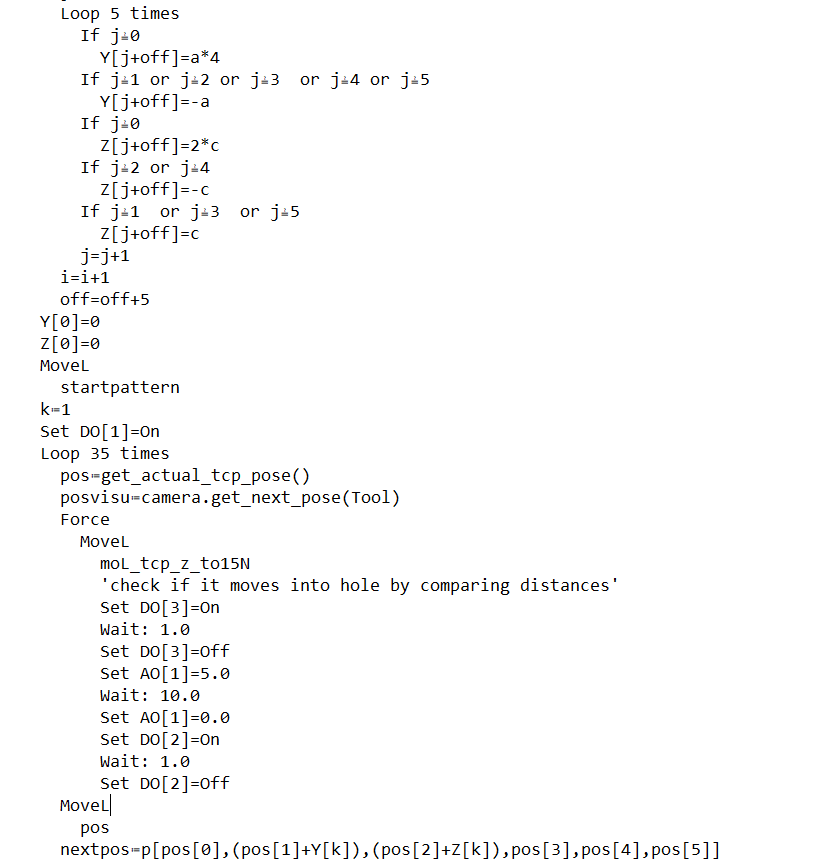 Loop 5 times
If j≟0
Y[j+off]=a*4
If j≟1 or j≟2 or j≟3  or j≟4 or j≟5
Y[j+off]=-a
If j≟0
Z[j+off]=2*c
If j≟2 or j≟4
Z[j+off]=-c
If j≟1  or j≟3  or j≟5
Z[j+off]=c
j=j+1
i=i+1
off=off+5
Y[0]=0
Z[0]=0
MoveL
startpattern
k≔1
Set DO[1]=On
Loop 35 times
pos≔get_actual_tcp_pose()
posvisu≔camera.get_next_pose(Tool)
Force
MoveL
moL_tcp_z_to15N
'check if it moves into hole by comparing distances'
Set DO[3]=On
Wait: 1.0
Set DO[3]=Off
Set AO[1]=5.0
Wait: 10.0
Set AO[1]=0.0
Set DO[2]=On
Wait: 1.0
Set DO[2]=Off
MoveL
pos
nextpos≔p[pos[0],(pos[1]+Y[k]),(pos[2]+Z[k]),pos[3],pos[4],pos[5]]